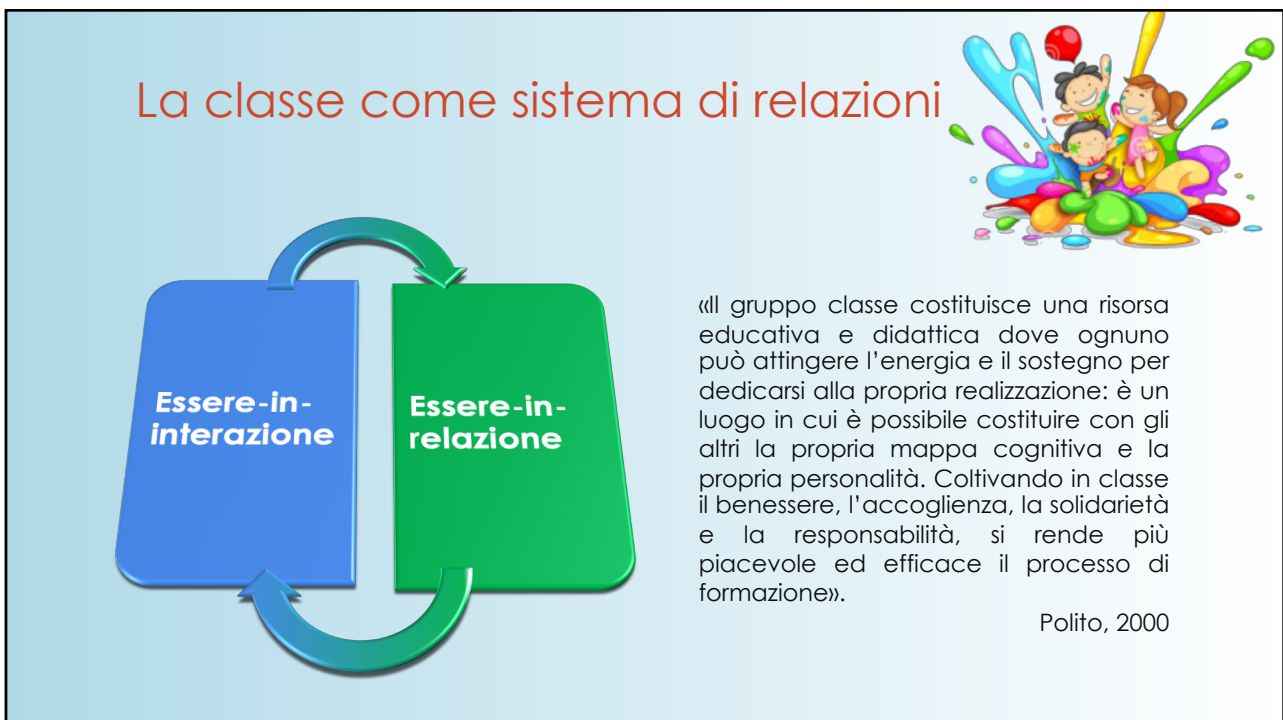 La classe come sistema di relazioni
Essere-in-
interazione
Essere-in-
relazione
«Il gruppo classe costituisce una risorsa
educativa e didattica dove ognuno
può attingere l’energia e il sostegno per
dedicarsi alla propria realizzazione: è un
luogo in cui è possibile costituire con gli
altri la propria mappa cognitiva e la
propria personalità. Coltivando in classe
il benessere, l’accoglienza, la solidarietà
e la responsabilità, si rende più
piacevole ed efficace il processo di
formazione».
Polito, 2000